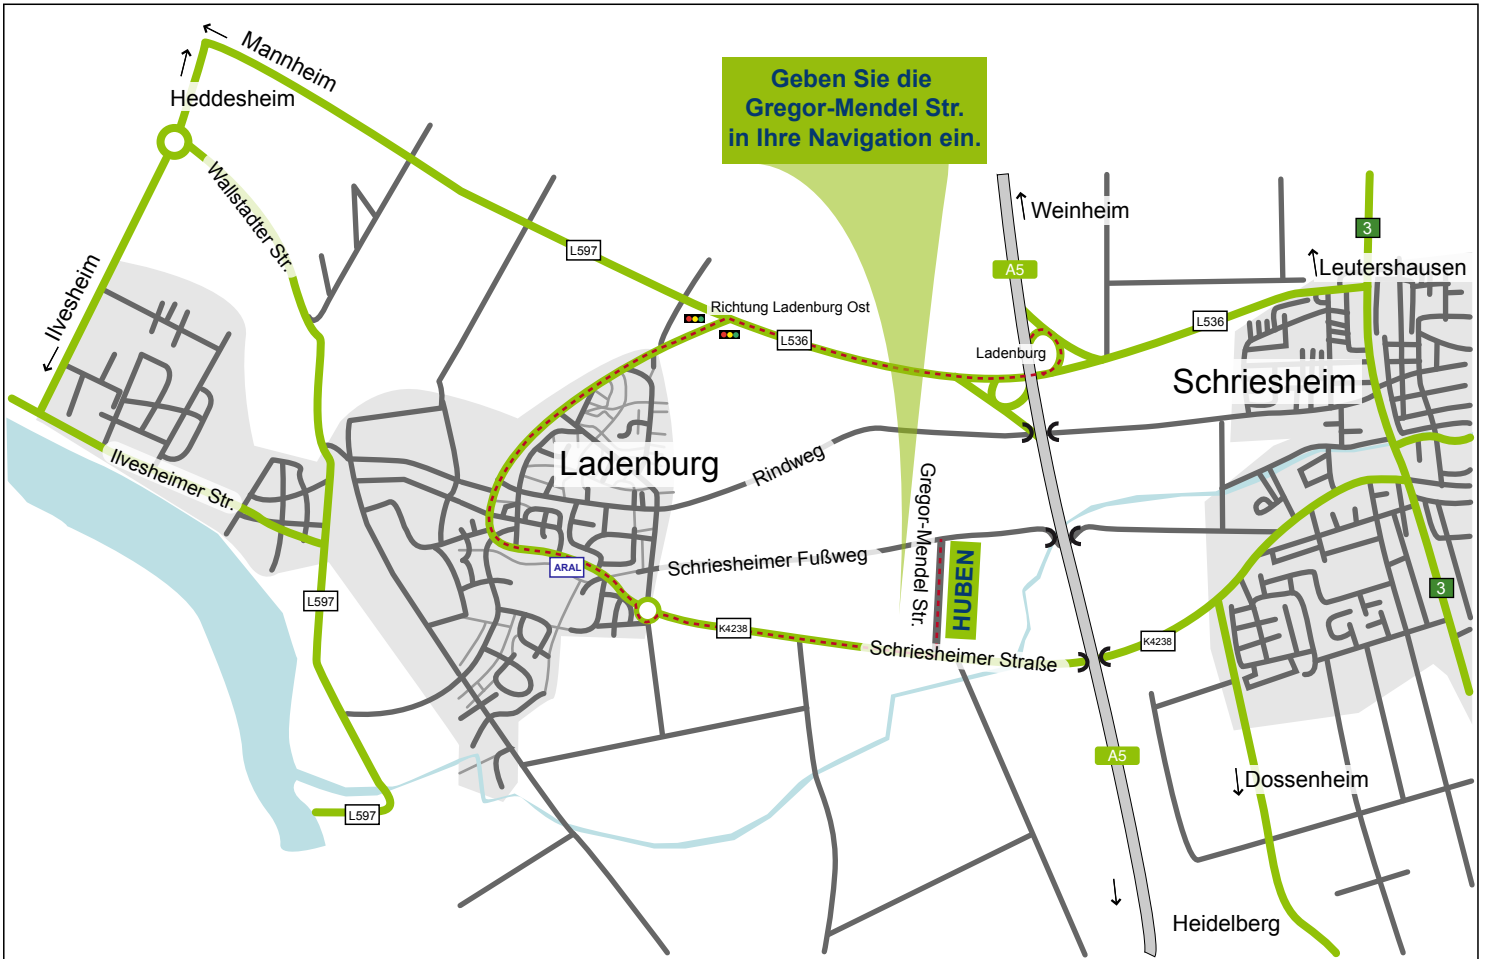 Mannheim
Heddesheim
Geben Sie die
Gregor-Mendel Str.
in Ihre Navigation ein.
Wallstadter Str.
Weinheim
3
L597
Ilvesheim
A5
Leutershausen
Richtung Ladenburg Ost
L536
L536
Ladenburg
Schriesheim
Ladenburg
Rindweg
Ilvesheimer Str.
Gregor-Mendel Str.
Schriesheimer Fußweg
ARAL
HUBEN
3
L597
K4238
K4238
Schriesheimer Straße
A5
Dossenheim
L597
Heidelberg